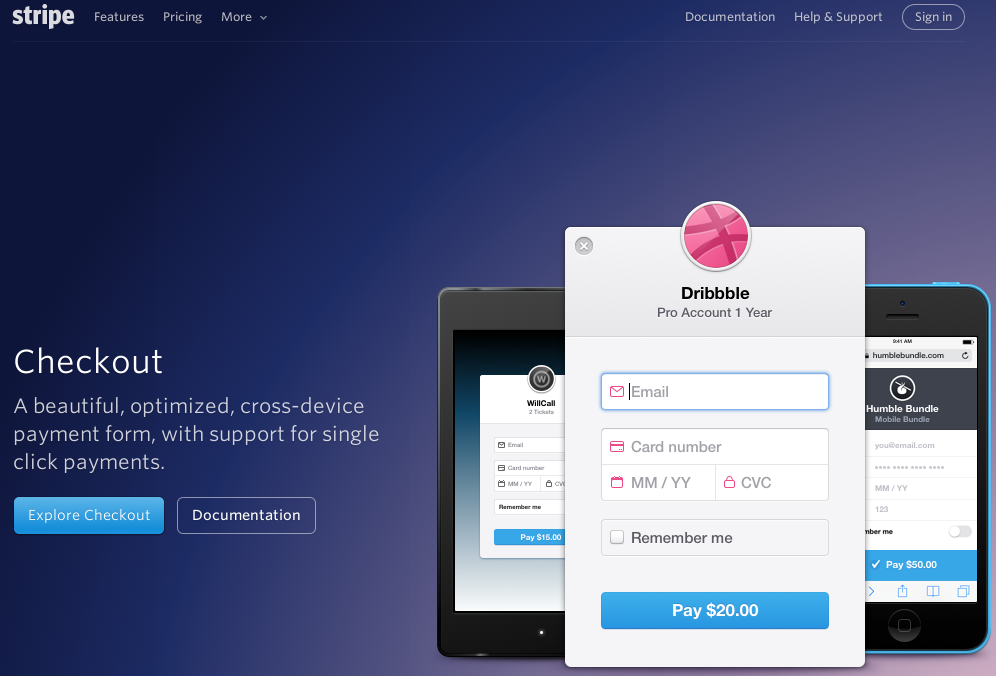 stripe
Features
Pricing
More
Documentation
Help & Support
Sign in
Checkout
A beautiful, optimized, cross-device
payment form, with support for single
click payments.
Explore Checkout
Documentation
W
WillCall
2 Tickets
Email
Card number
MM / YY
CVC
Remember me
Pay $15.00
Dribbble
Pro Account 1 Year
Email
Card number
MM / YY
CVC
Remember me
Pay $20.00
9:41 AM
humblebundle.com
Humble Bundle
Mobile Bundle
you@email.com
MM / YY
123
me
Pay $50.00